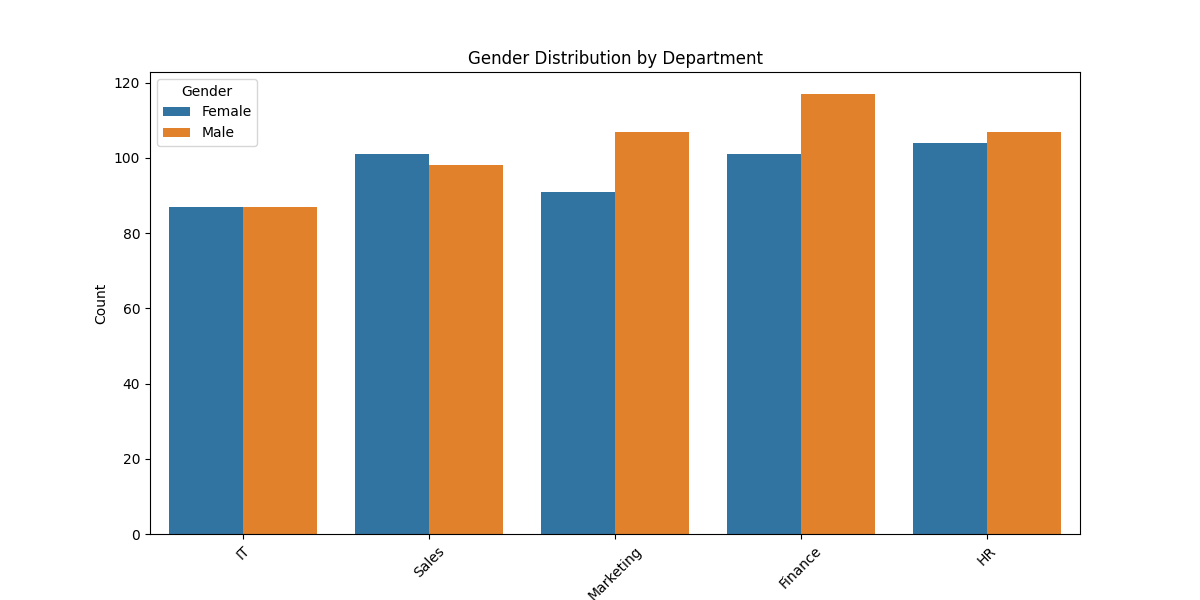 Gender Distribution by Department
Gender
Female
Male
120
100
80
60
40
20
0
Count
IT
Sales
Marketing
Finance
HR